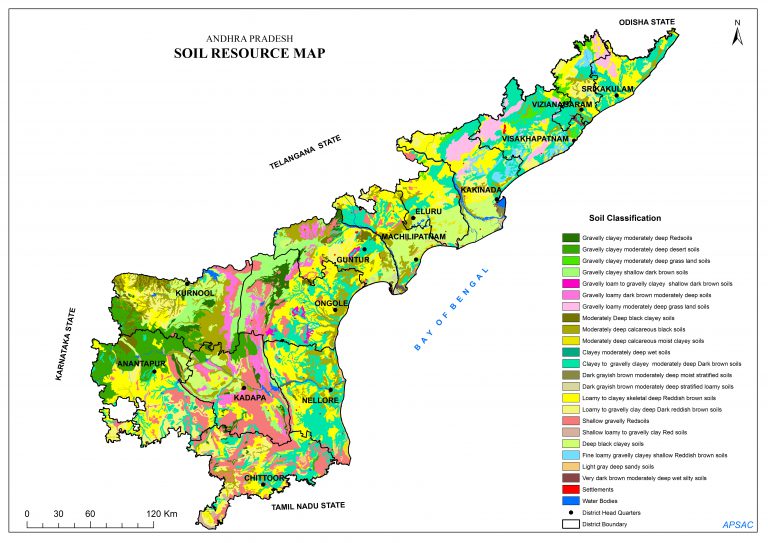 ANDHRA PRADESH
SOIL RESOURCE MAP
ODISHA STATE
N
SRIKAKULAM
VIZIANAGARAM
VISAKHAPATNAM
TELANGANA STATE
KAKINADA
ELURU
MACHILIPATNAM
GUNTUR
KURNOOL
ONGOLE
BAY OF BENGAL
KARNATAKA STATE
ANANTAPUR
KADAPA
NELLORE
CHITTOOR
TAMIL NADU STATE
0 30 60 120 Km
Soil Classification
Gravelly clayey moderately deep Redsoils
Gravelly clayey moderately deep desert soils
Gravelly clayey moderately deep grass land soils
Gravelly clayey shallow dark brown soils
Gravelly loam to gravelly clayey shallow dark brown soils
Gravelly loamy dark brown moderately deep soils
Gravelly loamy moderately deep grass land soils
Moderately Deep black clayey soils
Moderately deep calcareous black soils
Moderately deep calcareous moist clayey soils
Clayey moderately deep wet soils
Clayey to gravelly clayey moderately deep Dark brown soils
Dark grayish brown moderately deep moist stratified soils
Dark grayish brown moderately deep stratified loamy soils
Loamy to clayey skeletal deep Reddish brown soils
Loamy to gravelly clay deep Dark reddish brown soils
Shallow gravelly Redsoils
Shallow loamy to gravelly clay Red soils
Deep black clayey soils
Fine loamy gravelly clayey shallow Reddish brown soils
Light gray deep sandy soils
Very dark brown moderately deep wet silty soils
Settlements
Water Bodies
District Head Quarters
District Boundary
APSAC